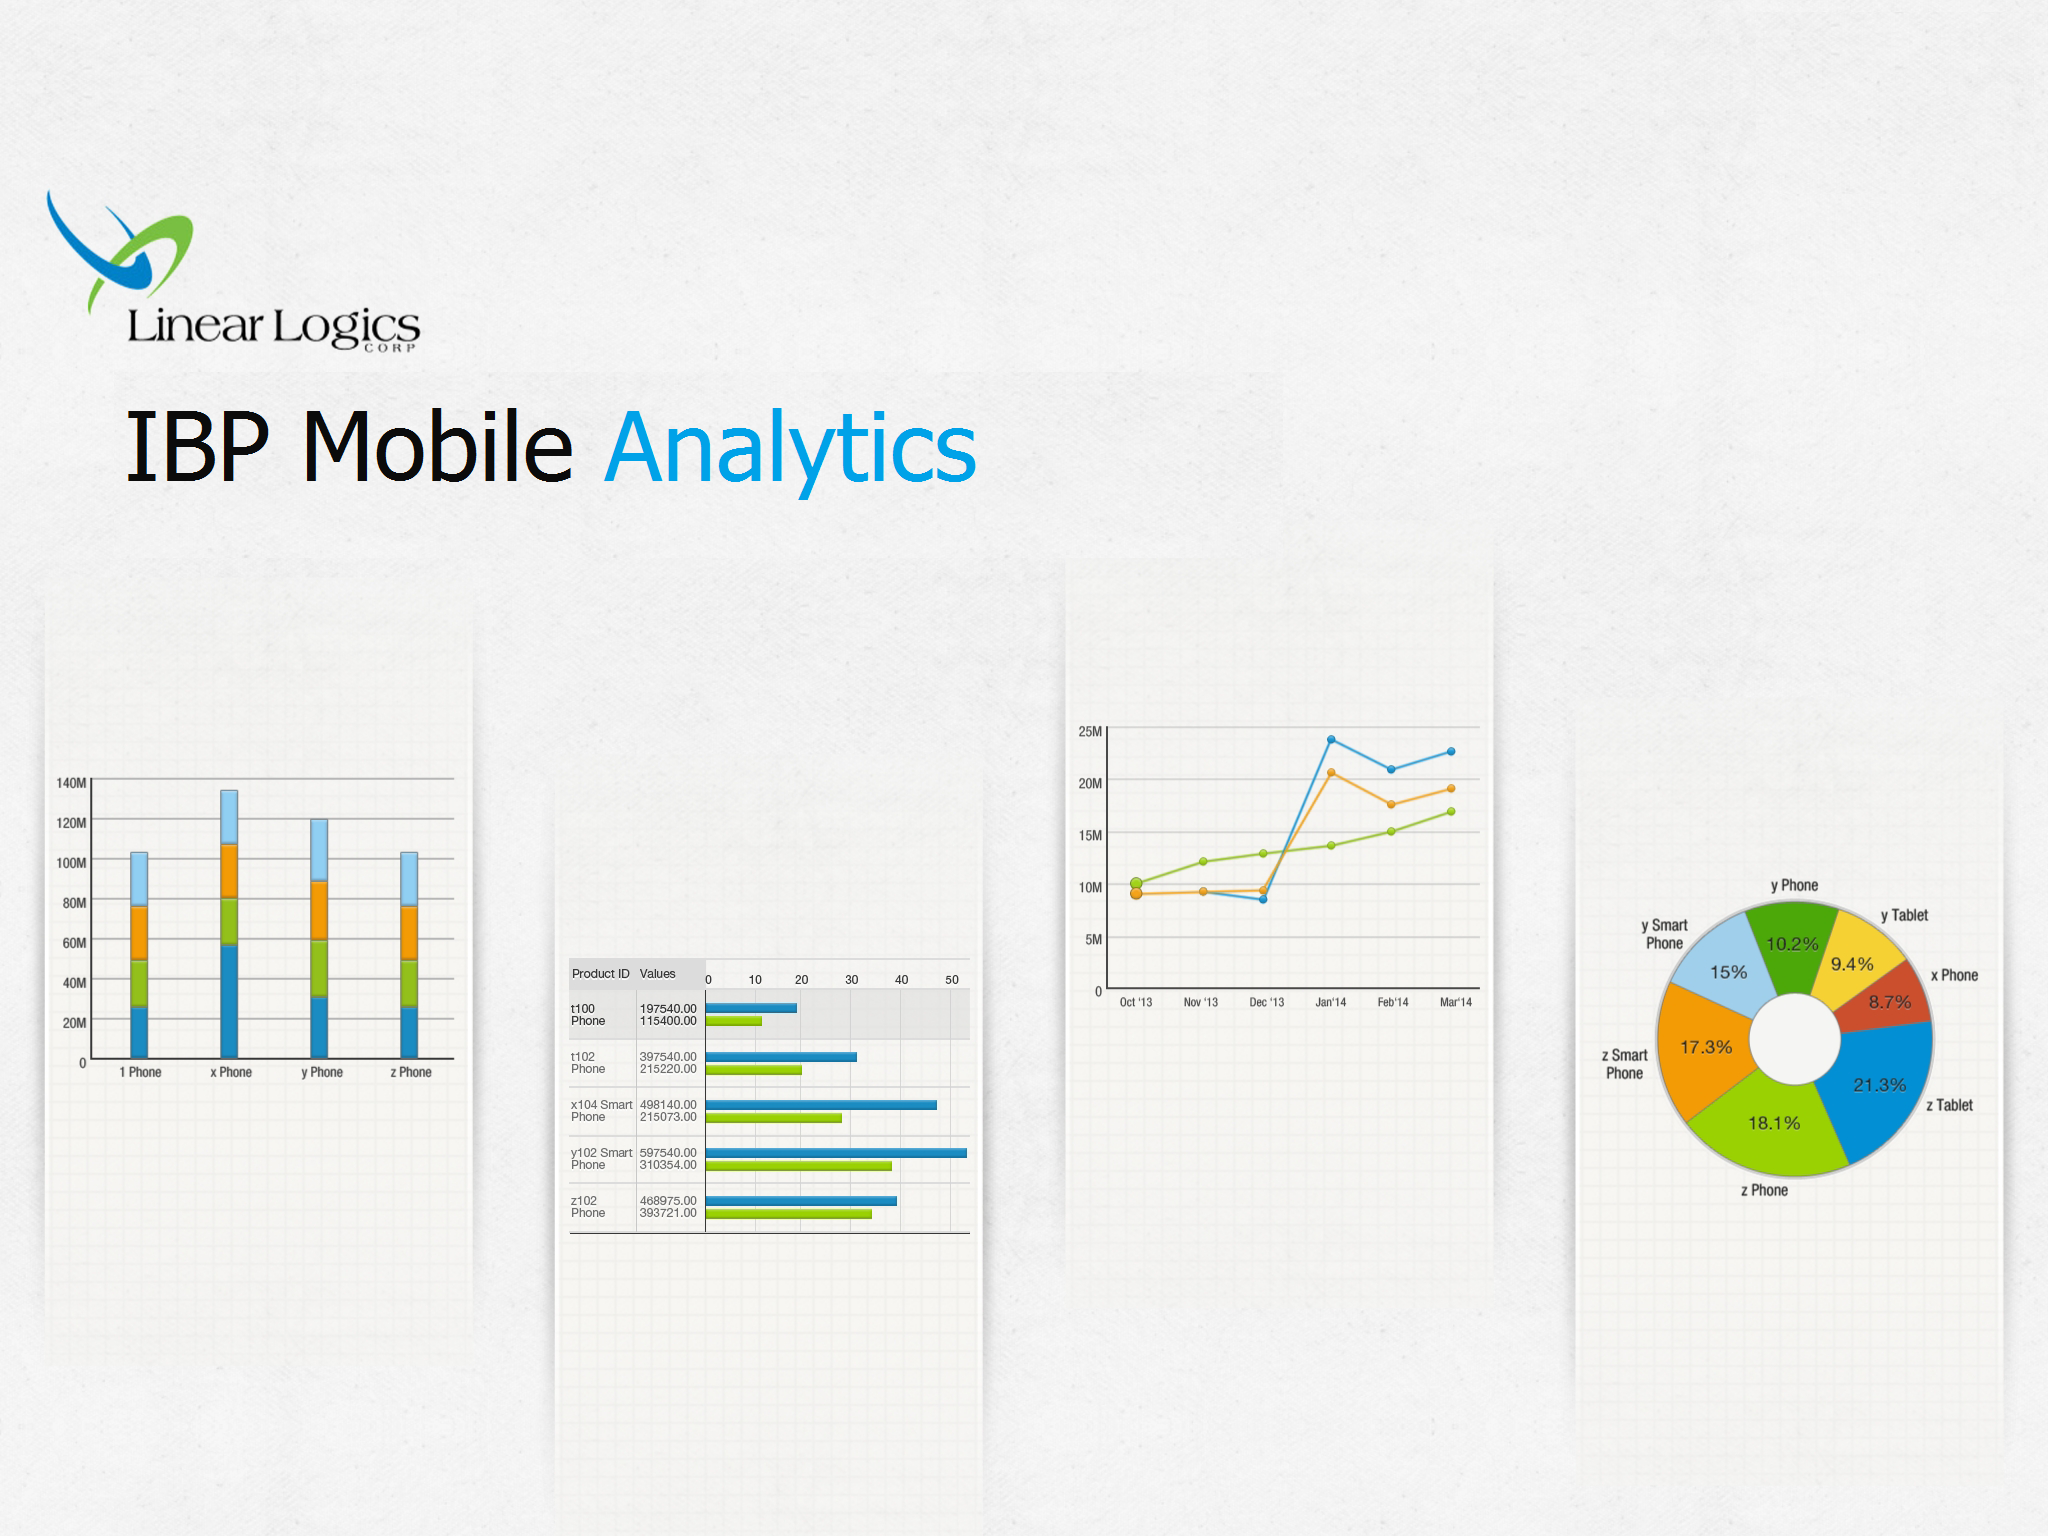 Linear Logics
CORP
IBP Mobile Analytics
140M
120M
100M
80M
60M
40M
20M
0
1 Phone
x Phone
y Phone
z Phone
Product ID Values 0 10 20 30 40 50
t100 197540.00
Phone 115400.00
t102 397540.00
Phone 215220.00
x104 Smart 498140.00
Phone 215073.00
y102 Smart 597540.00
Phone 310354.00
z102 468975.00
Phone 393721.00
25M
20M
15M
10M
5M
0
Oct '13
Nov '13
Dec '13
Jan'14
Feb'14
Mar'14
y Phone
y Tablet
x Phone
z Tablet
z Phone
z Smart
Phone
y Smart
Phone
10.2%
9.4%
8.7%
21.3%
18.1%
17.3%
15%